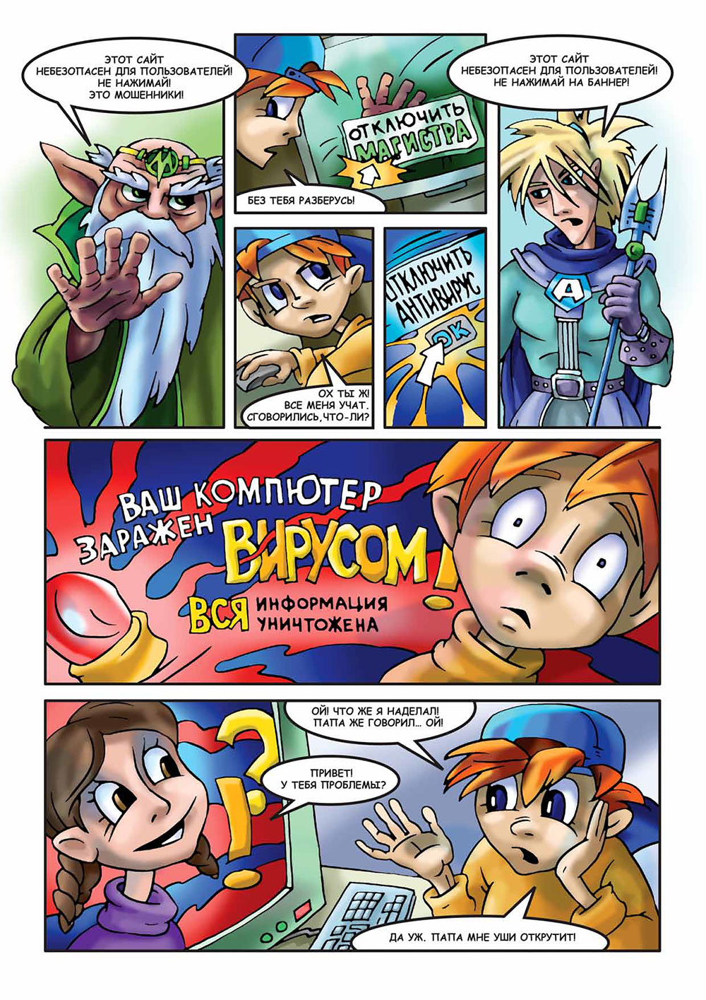 ЭТОТ САЙТ
НЕБЕЗОПАСЕН ДЛЯ ПОЛЬЗОВАТЕЛЕЙ!
НЕ НАЖИМАЙ!
ЭТО МОШЕННИКИ!
М
ОТКЛЮЧИТЬ
МАГИСТРА
БЕЗ ТЕБЯ РАЗБЕРУСЬ!
ЭТОТ САЙТ
НЕБЕЗОПАСЕН ДЛЯ ПОЛЬЗОВАТЕЛЕЙ!
НЕ НАЖИМАЙ НА БАННЕР!
А
ОХ ТЫ Ж!
ВСЕ МЕНЯ УЧАТ.
СГОВОРИЛИСЬ,ЧТО-ЛИ?
ОТКЛЮЧИТЬ
АНТИВИРУС
ОК
ВАШ КОМПЮТЕР
ЗАРАЖЕН ВИРУСОМ!
ВСЯ ИНФОРМАЦИЯ
УНИЧТОЖЕНА
!?
ОЙ! ЧТО ЖЕ Я НАДЕЛАЛ!
ПАПА ЖЕ ГОВОРИЛ... ОЙ!
ПРИВЕТ!
У ТЕБЯ ПРОБЛЕМЫ?
ДА УЖ. ПАПА МНЕ УШИ ОТКРУТИТ!